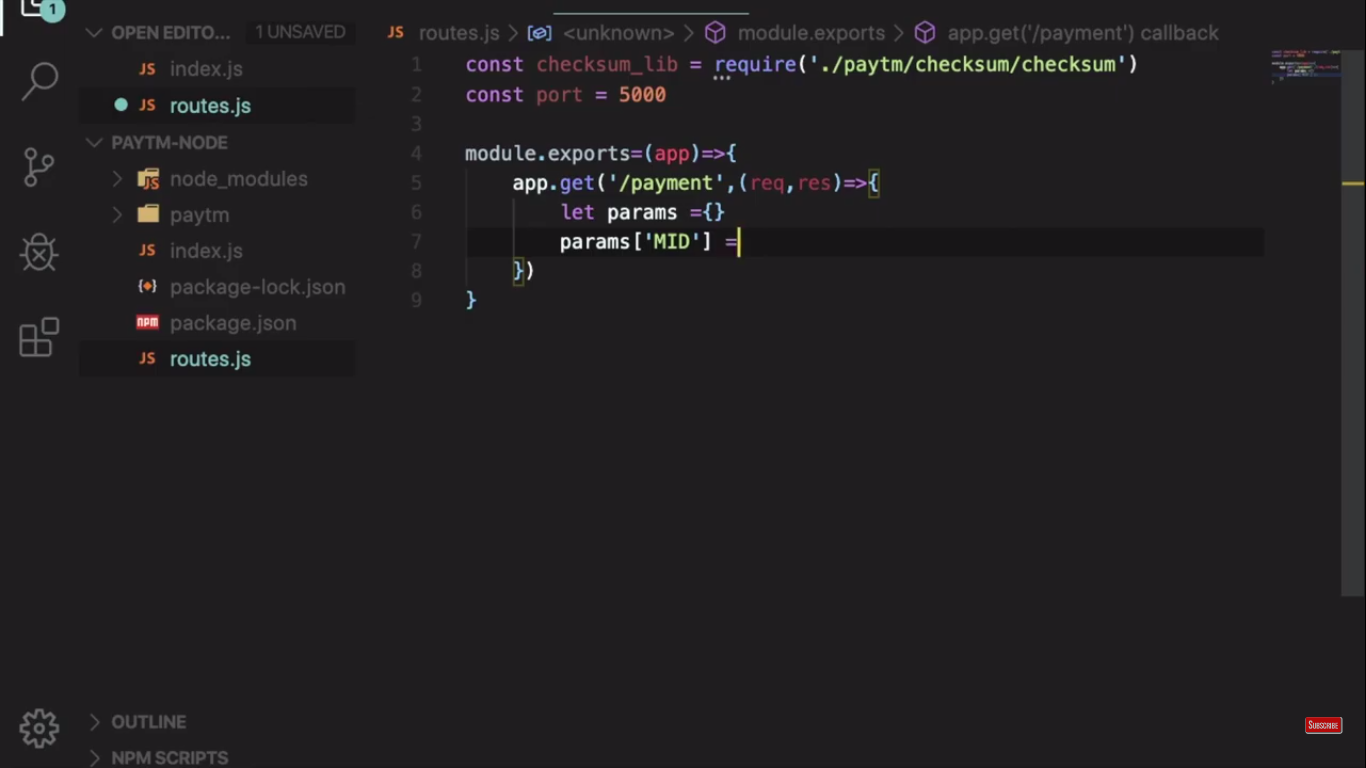 1
OPEN EDITO... 1 UNSAVED
JS index.js
JS routes.js
PAYTM-NODE
JS node_modules
paytm
JS index.js
package-lock.json
npm package.json
JS routes.js
OUTLINE
NPM SCRIPTS
JS routes.js > <unknown> > module.exports > app.get('/payment') callback
1 const checksum_lib = require('./paytm/checksum/checksum')
2 const port = 5000
3
4 module.exports=(app)=>{
5 app.get('/payment',(req,res)=>{
6 let params ={}
7 params['MID'] =
8 })
9 }
SUBSCRIBE